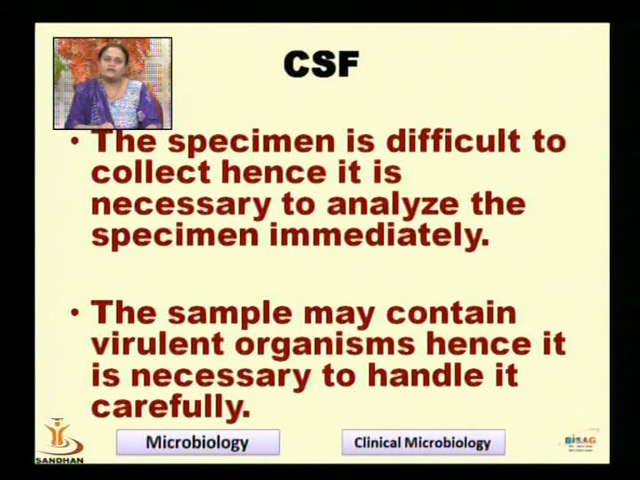 CSF
• The specimen is difficult to
collect hence it is
necessary to analyze the
specimen immediately.
• The sample may contain
virulent organisms hence it
is necessary to handle it
carefully.
Microbiology
Clinical Microbiology
SANDHAN
BISAG